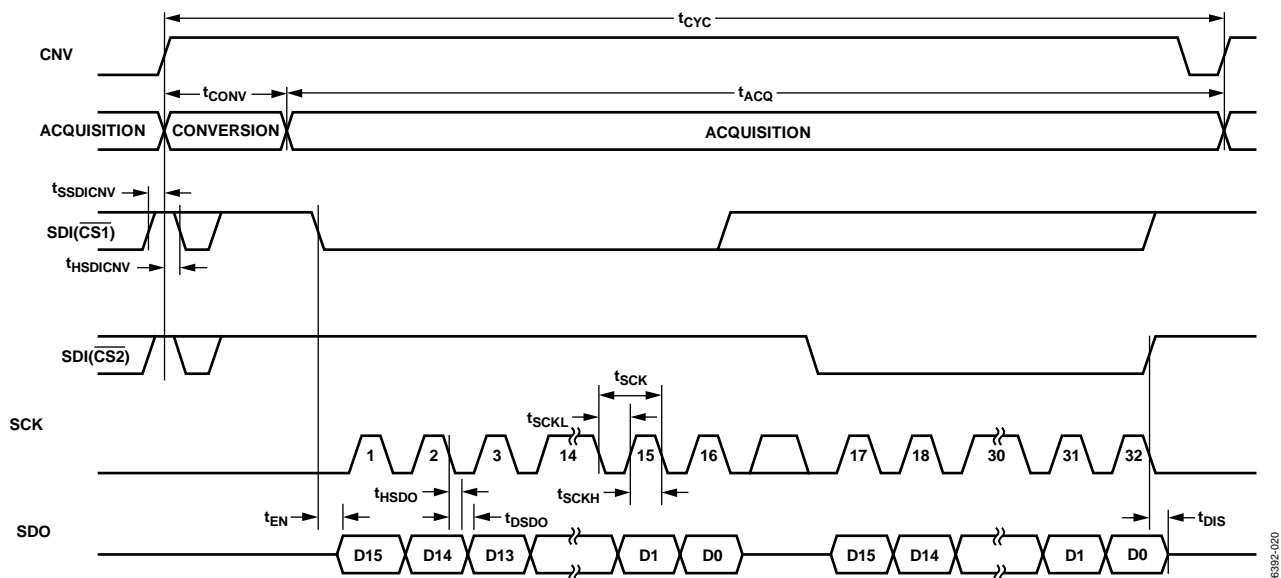 tCYC
CNV
tCONV
tACQ
ACQUISITION CONVERSION ACQUISITION
tSSDICNV
SDI(CS1)
tHSDICNV
SDI(CS2)
tSCK
SCK
tSCKL
1 2 3 14 15 16 17 18 30 31 32
tHSDO
tSCKH
tEN
tDSDO
tDIS
SDO
D15 D14 D13 D1 D0 D15 D14 D1 D0
6392-020